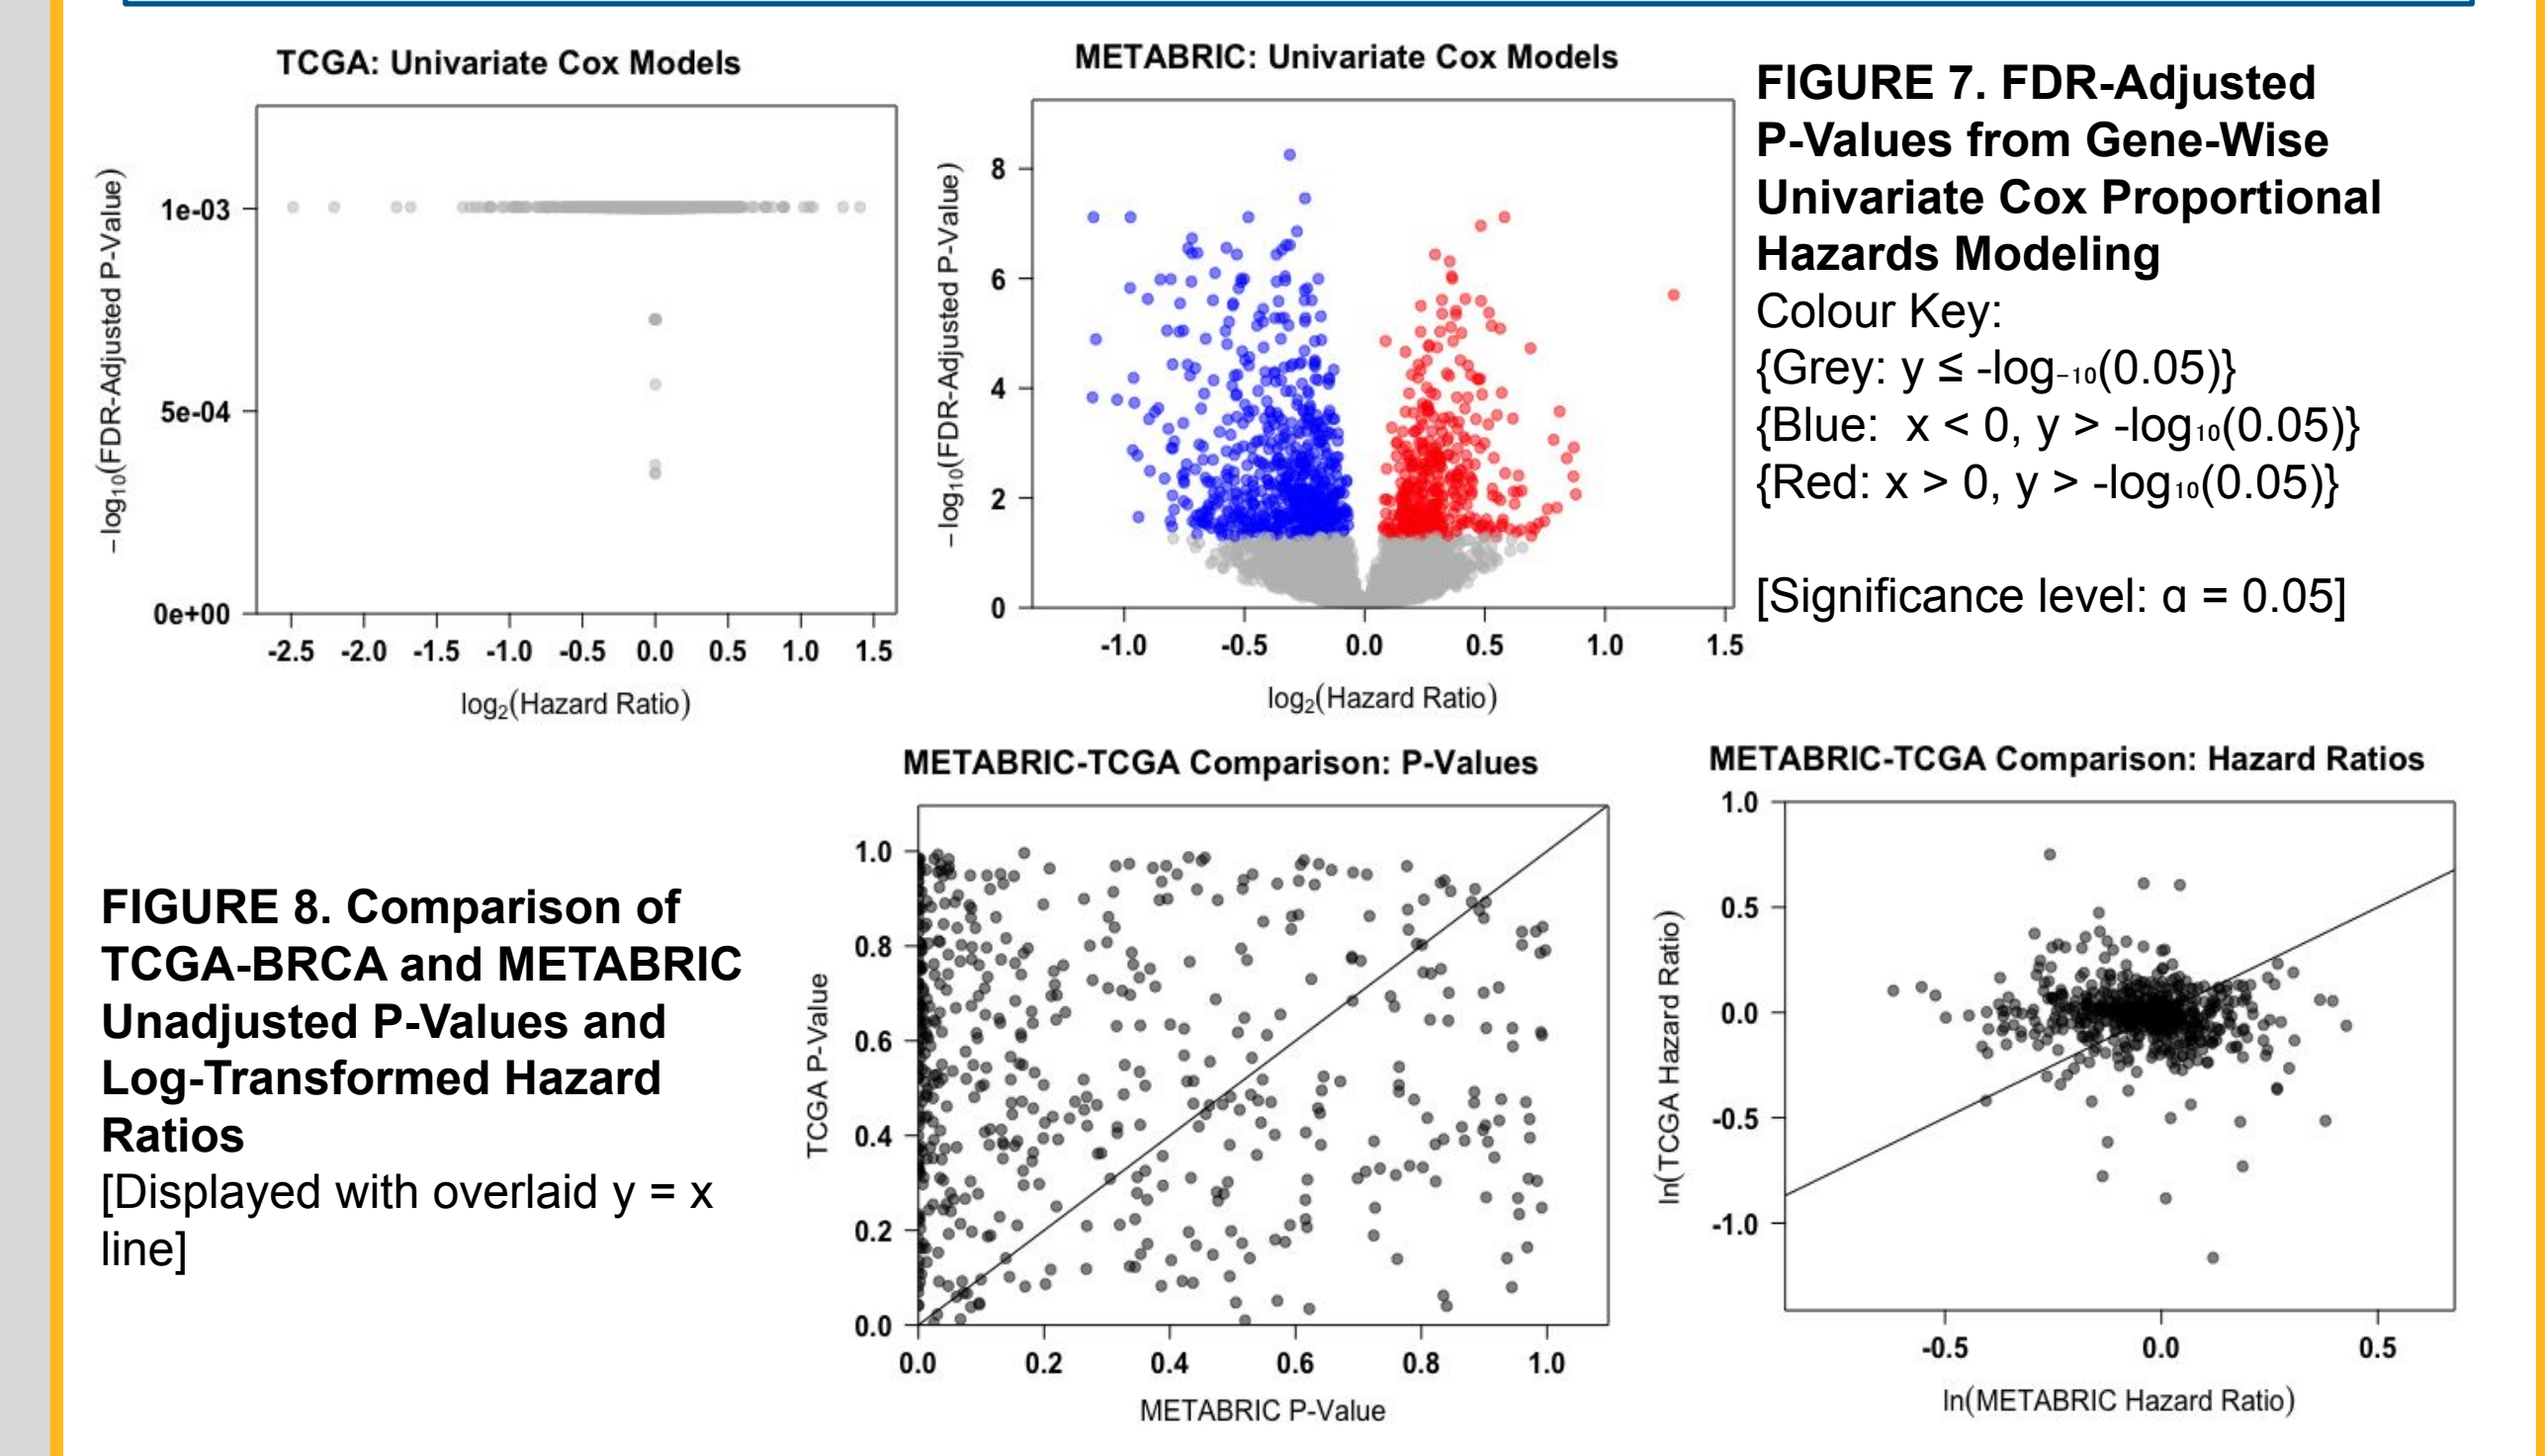 TCGA: Univariate Cox Models
−log₁₀(FDR-Adjusted P-Value)
1e-03
5e-04
0e+00
-2.5 -2.0 -1.5 -1.0 -0.5 0.0 0.5 1.0 1.5
log₂(Hazard Ratio)
METABRIC: Univariate Cox Models
−log₁₀(FDR-Adjusted P-Value)
8
6
4
2
0
-1.0 -0.5 0.0 0.5 1.0 1.5
log₂(Hazard Ratio)
FIGURE 7. FDR-Adjusted
P-Values from Gene-Wise
Univariate Cox Proportional
Hazards Modeling
Colour Key:
{Grey: y ≤ -log₋₁₀(0.05)}
{Blue:  x < 0, y > -log₁₀(0.05)}
{Red: x > 0, y > -log₁₀(0.05)}
[Significance level: α = 0.05]
FIGURE 8. Comparison of
TCGA-BRCA and METABRIC
Unadjusted P-Values and
Log-Transformed Hazard
Ratios
[Displayed with overlaid y = x
line]
METABRIC-TCGA Comparison: P-Values
TCGA P-Value
1.0
0.8
0.6
0.4
0.2
0.0
0.0 0.2 0.4 0.6 0.8 1.0
METABRIC P-Value
METABRIC-TCGA Comparison: Hazard Ratios
ln(TCGA Hazard Ratio)
1.0
0.5
0.0
-0.5
-1.0
-0.5 0.0 0.5
ln(METABRIC Hazard Ratio)